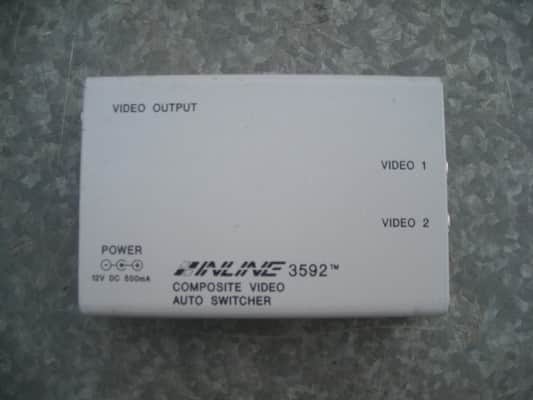 VIDEO OUTPUT
VIDEO 1
VIDEO 2
POWER
12V DC 500mA
INLINE 3592™
COMPOSITE VIDEO
AUTO SWITCHER